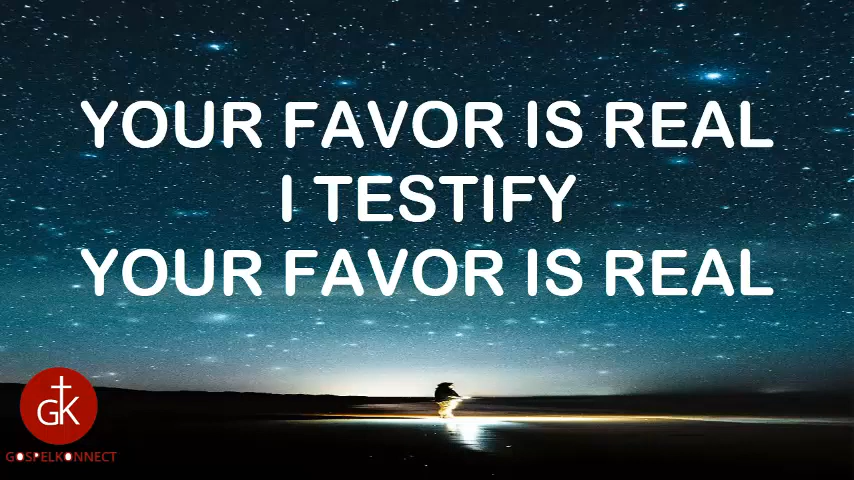 YOUR FAVOR IS REAL
I TESTIFY
YOUR FAVOR IS REAL
GK
GOSPELKONNECT